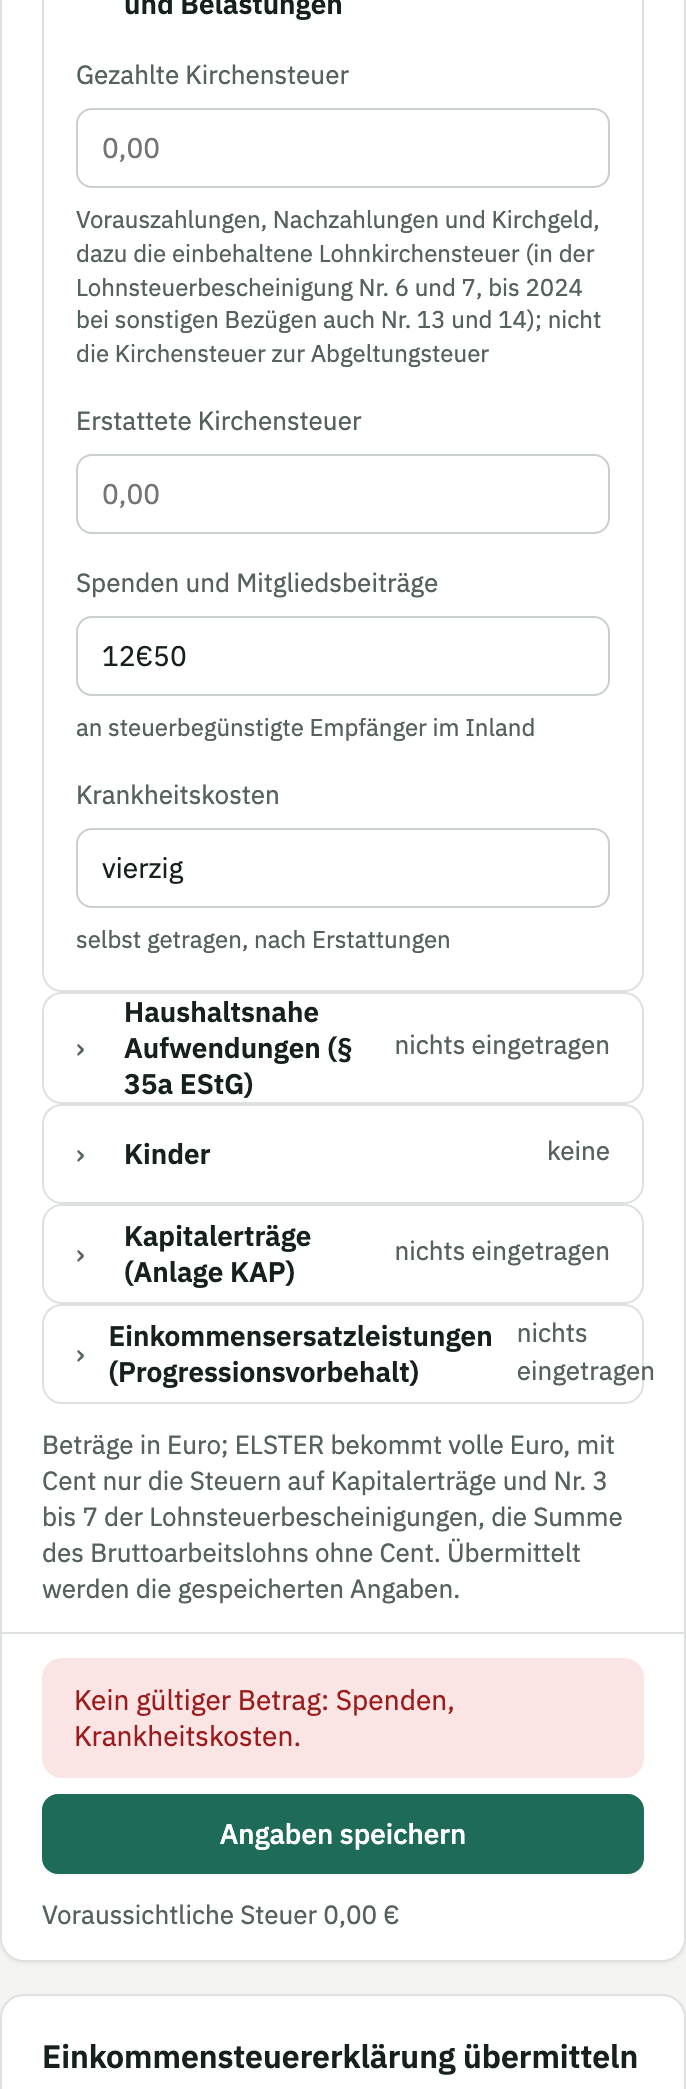 und Belastungen
Gezahlte Kirchensteuer
0,00
Vorauszahlungen, Nachzahlungen und Kirchgeld,
dazu die einbehaltene Lohnkirchensteuer (in der
Lohnsteuerbescheinigung Nr. 6 und 7, bis 2024
bei sonstigen Bezügen auch Nr. 13 und 14); nicht
die Kirchensteuer zur Abgeltungsteuer
Erstattete Kirchensteuer
0,00
Spenden und Mitgliedsbeiträge
12€50
an steuerbegünstigte Empfänger im Inland
Krankheitskosten
vierzig
selbst getragen, nach Erstattungen
Haushaltsnahe
Aufwendungen (§
35a EStG)
nichts eingetragen
Kinder
keine
Kapitalerträge
(Anlage KAP)
nichts eingetragen
Einkommensersatzleistungen
(Progressionsvorbehalt)
nichts
eingetragen
Beträge in Euro; ELSTER bekommt volle Euro, mit
Cent nur die Steuern auf Kapitalerträge und Nr. 3
bis 7 der Lohnsteuerbescheinigungen, die Summe
des Bruttoarbeitslohns ohne Cent. Übermittelt
werden die gespeicherten Angaben.
Kein gültiger Betrag: Spenden,
Krankheitskosten.
Angaben speichern
Voraussichtliche Steuer 0,00 €
Einkommensteuererklärung übermitteln